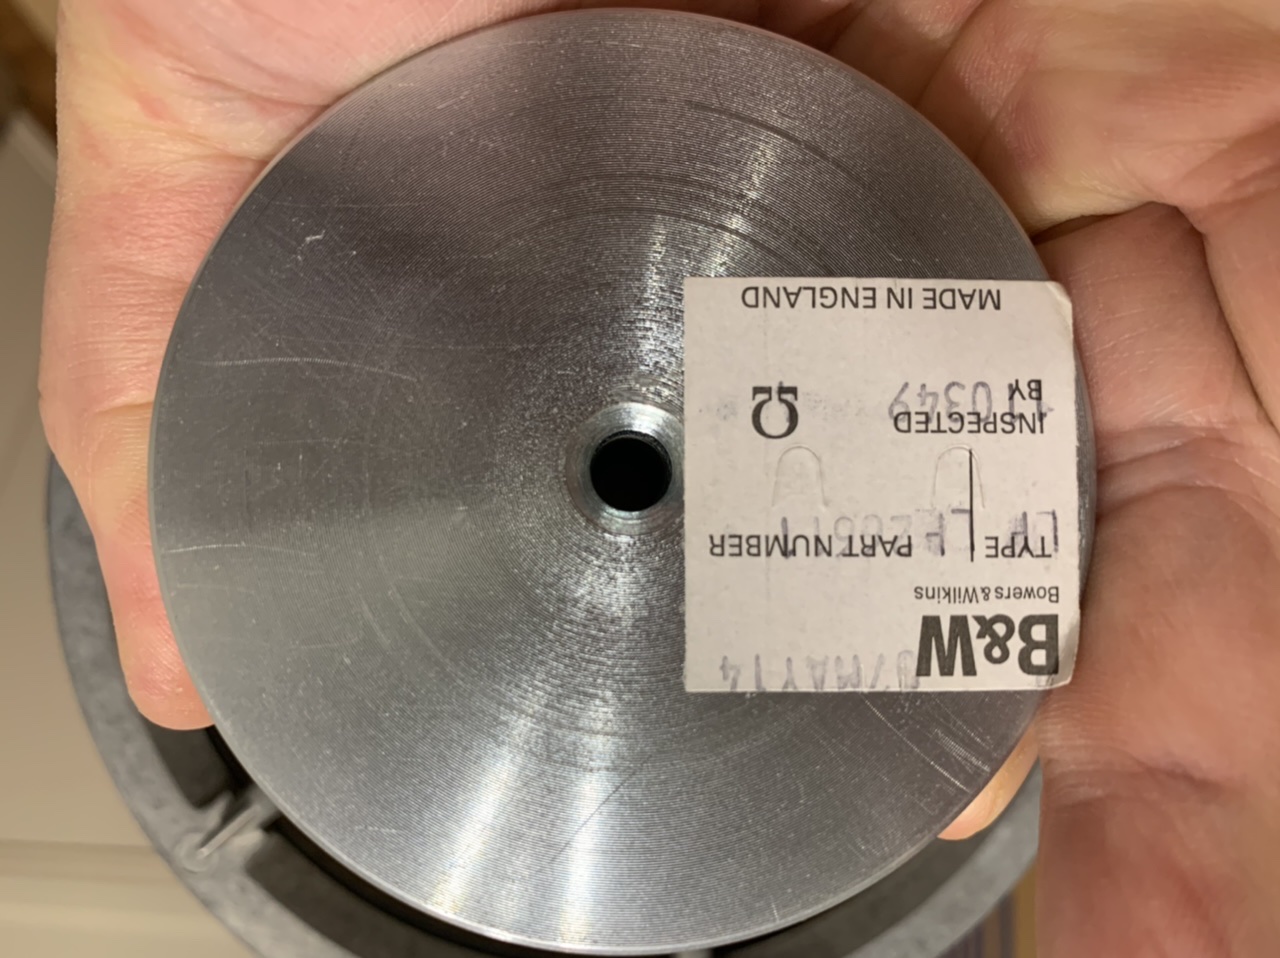 B&W
Bowers & Wilkins
TYPE PART NUMBER
INSPECTED
BY
Ω
MADE IN ENGLAND